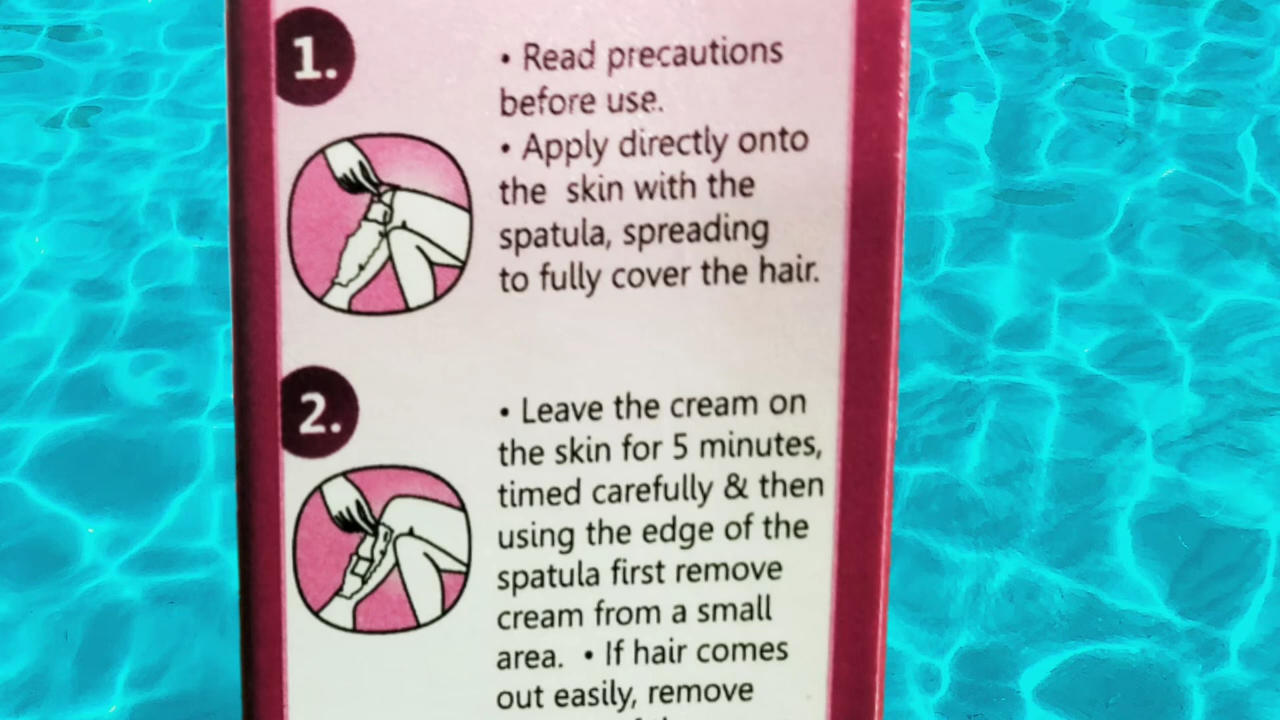 1.
• Read precautions
before use.
• Apply directly onto
the skin with the
spatula, spreading
to fully cover the hair.
2.
• Leave the cream on
the skin for 5 minutes,
timed carefully & then
using the edge of the
spatula first remove
cream from a small
area. • If hair comes
out easily, remove